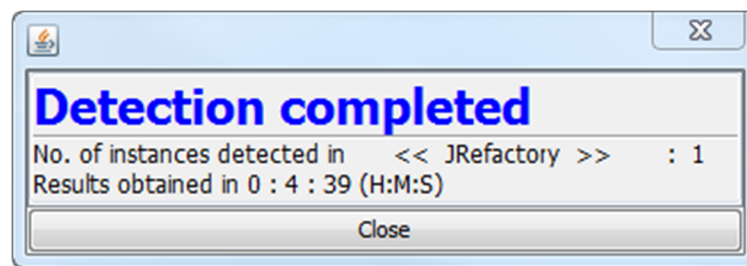 Detection completed
No. of instances detected in << JRefactory >> : 1
Results obtained in 0 : 4 : 39 (H:M:S)
Close